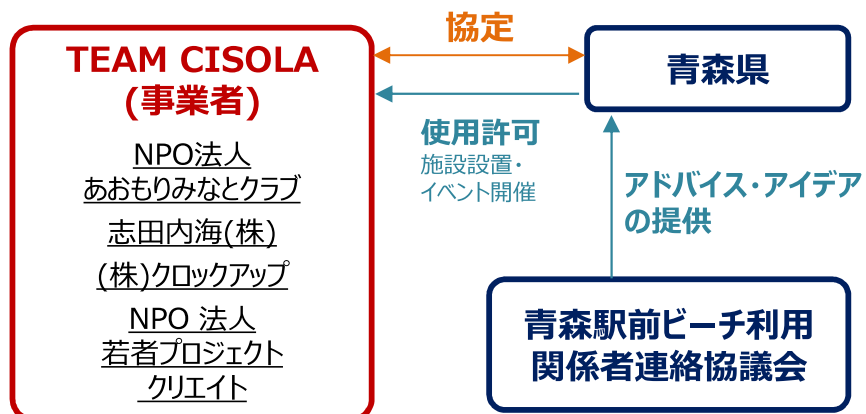 TEAM CISOLA
(事業者)
NPO法人
あおもりみなとクラブ
志田内海(株)
(株)クロックアップ
NPO 法人
若者プロジェクト
クリエイト
協定
使用許可
施設設置・
イベント開催
青森県
アドバイス・アイデア
の提供
青森駅前ビーチ利用
関係者連絡協議会